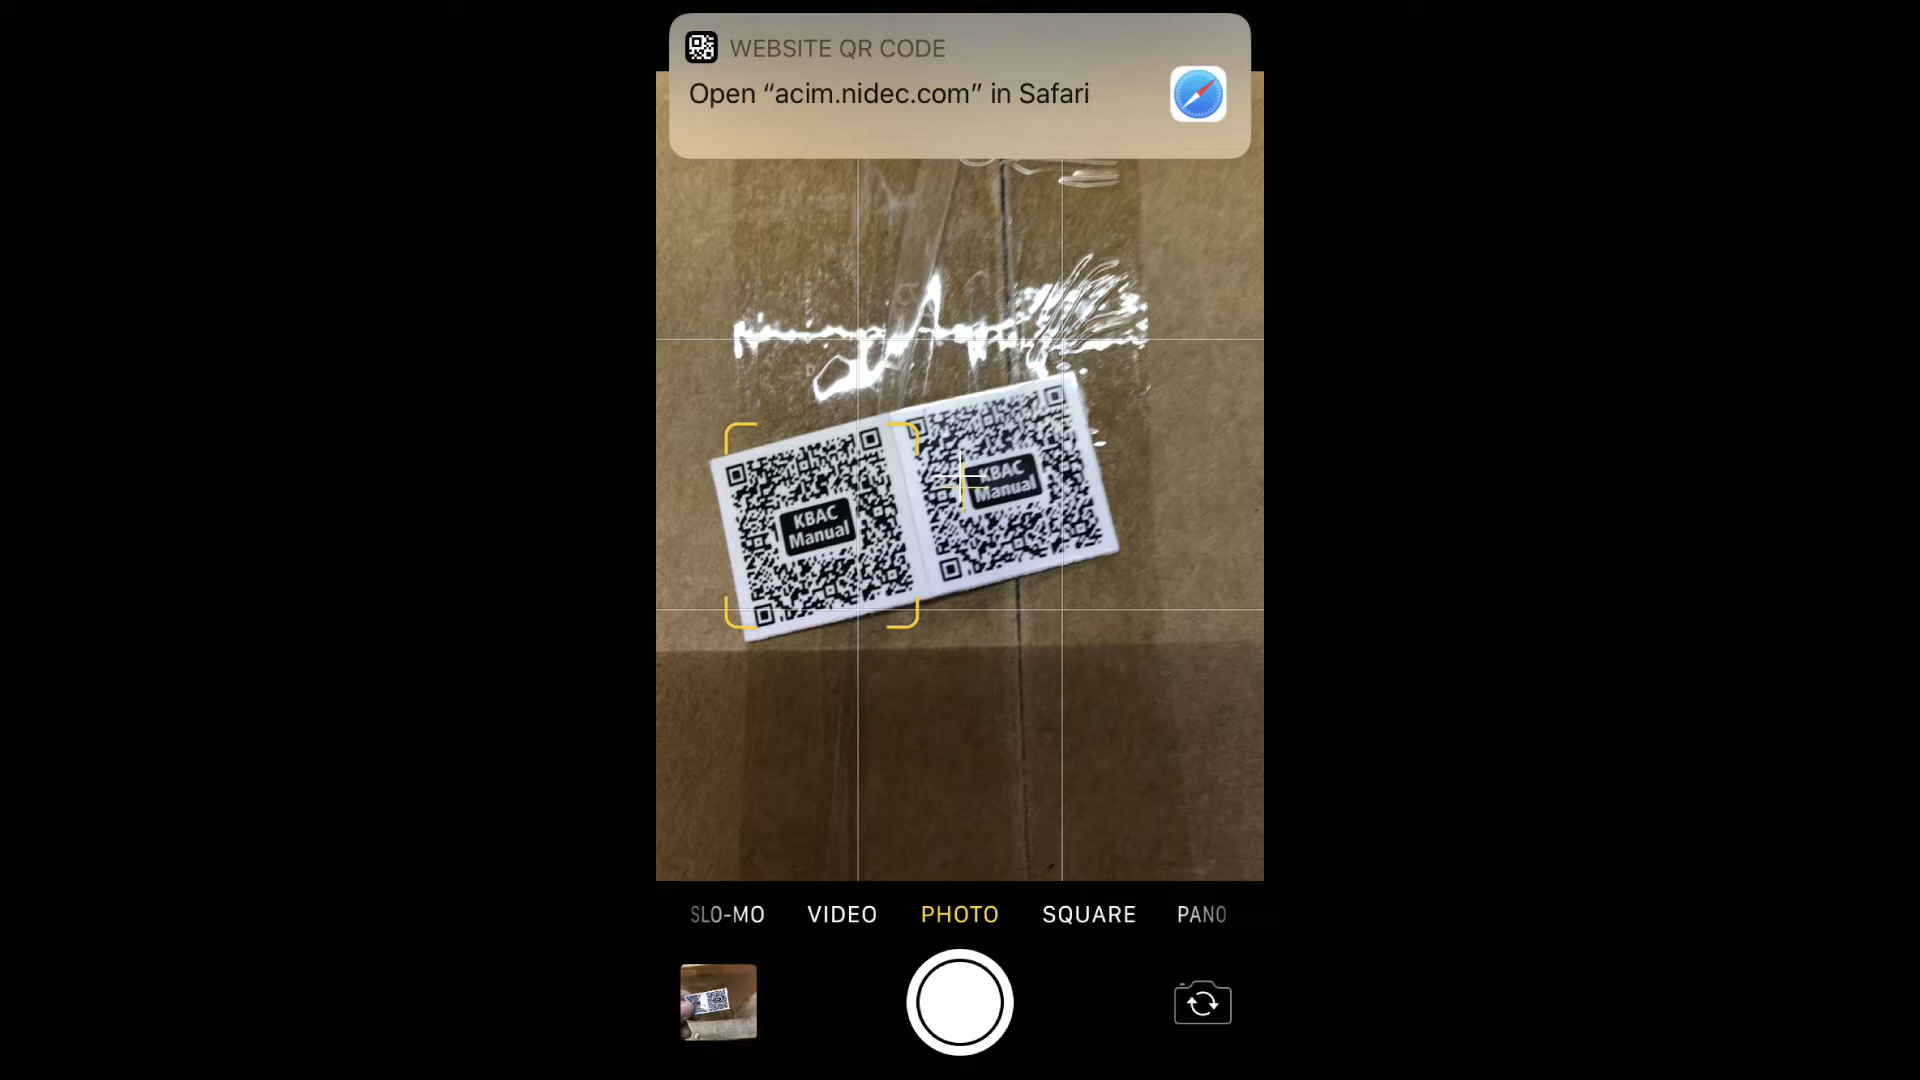 WEBSITE QR CODE
Open “acim.nidec.com” in Safari
KBAC
Manual
KBAC
Manual
SLO-MO
VIDEO
PHOTO
SQUARE
PANO